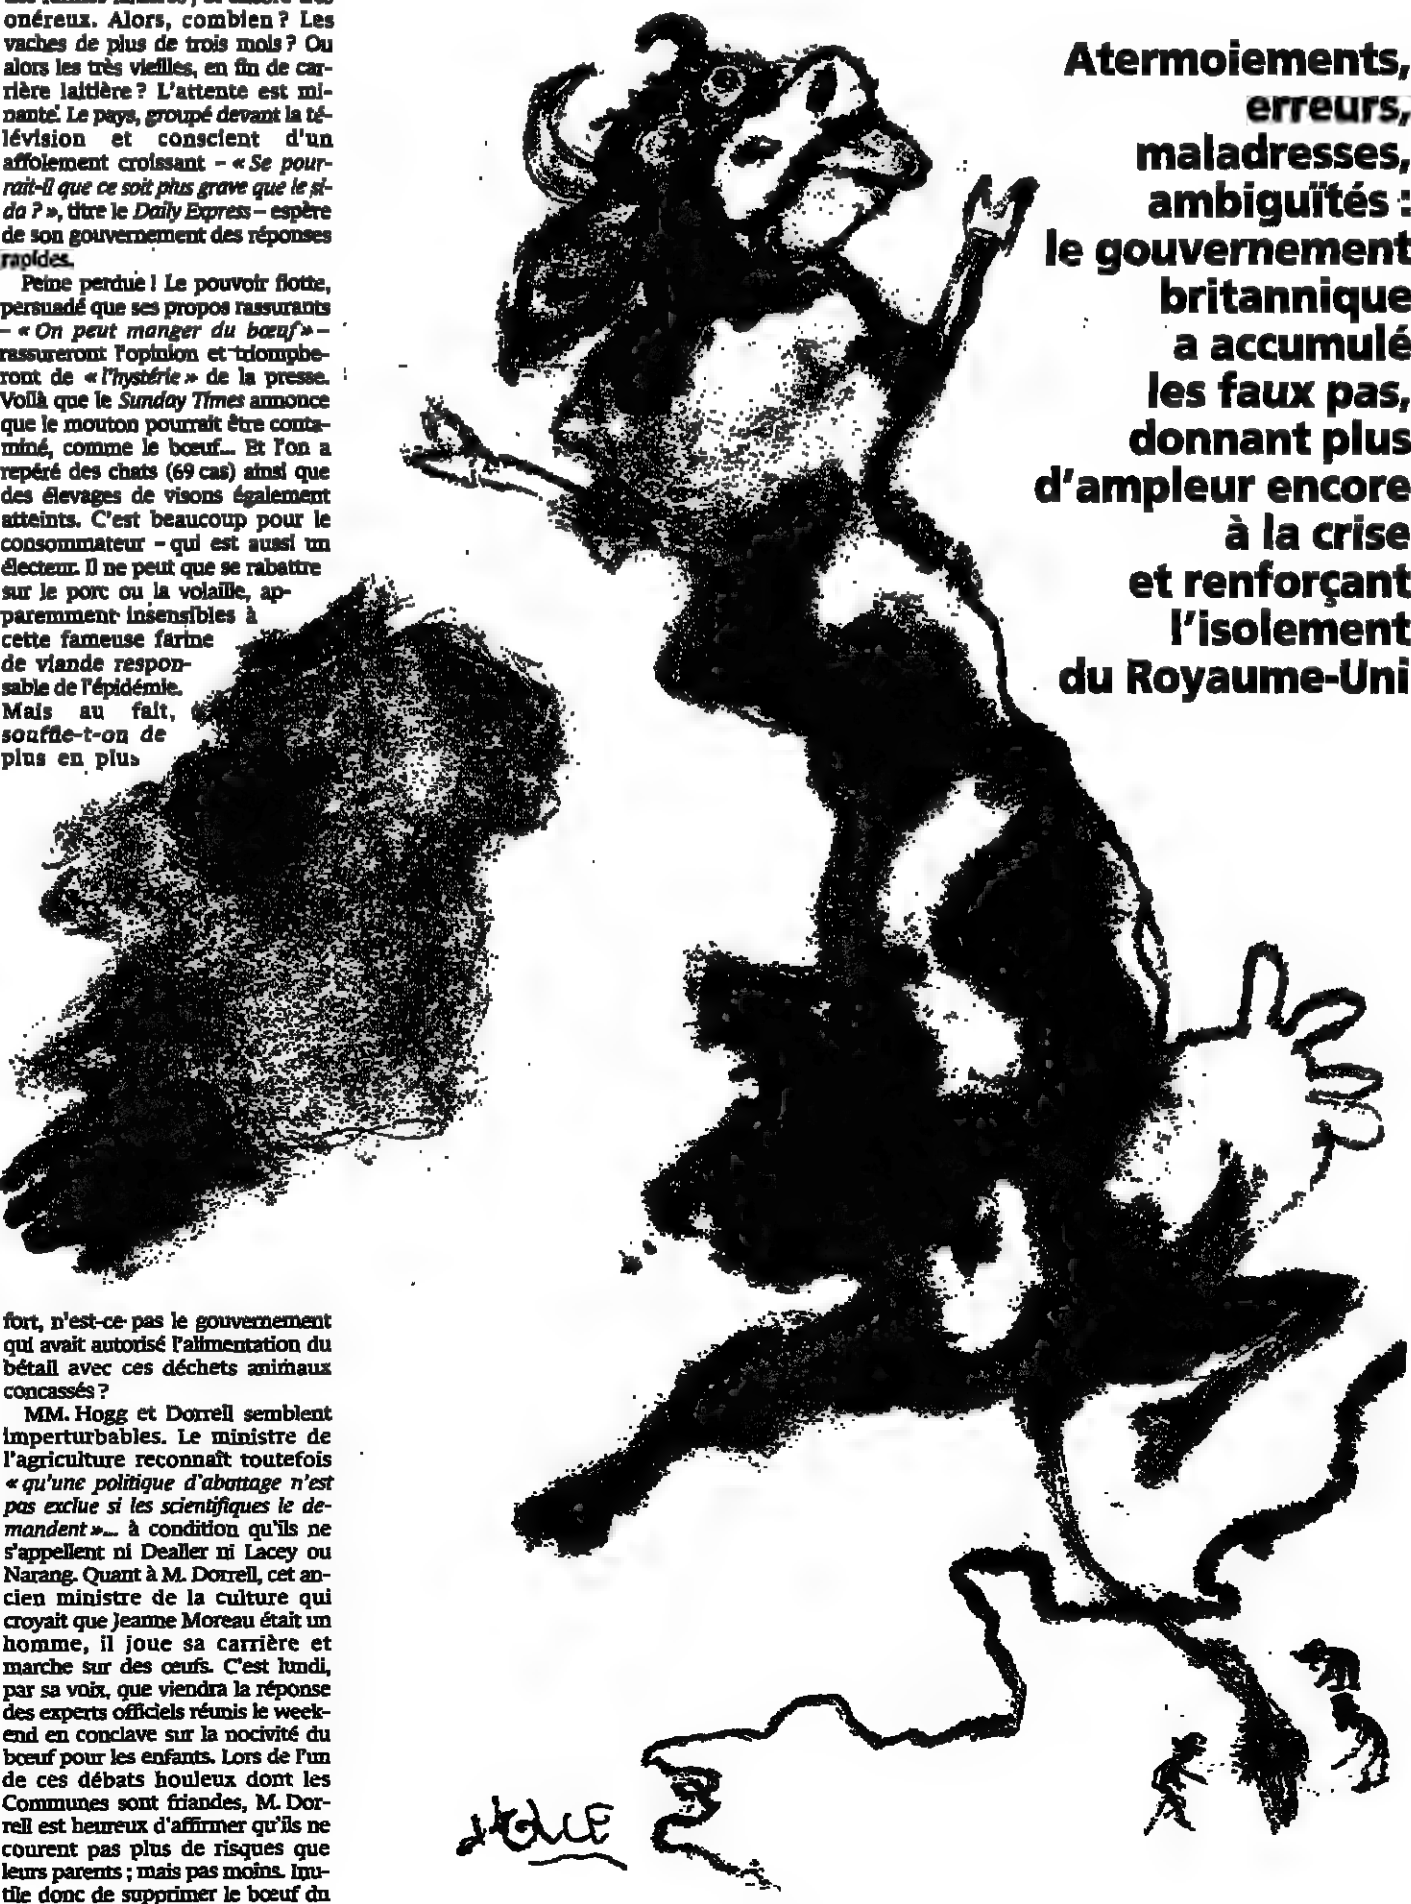 onéreux. Alors, combien ? Les
vaches de plus de trois mois ? Ou
alors les très vieilles, en fin de car-
rière laitière ? L'attente est mi-
nante. Le pays, groupé devant la té-
lévision et conscient d'un
affolement croissant – « Se pour-
rait-il que ce soit plus grave que le si-
da ? », titre le Daily Express – espère
de son gouvernement des réponses
rapides.
Peine perdue ! Le pouvoir flotte,
persuadé que ses propos rassurants
– « On peut manger du bœuf » –
rassureront l'opinion et triomphe-
ront de « l'hystérie » de la presse.
Voilà que le Sunday Times annonce
que le mouton pourrait être conta-
miné, comme le bœuf... Et l'on a
repéré des chats (69 cas) ainsi que
des élevages de visons également
atteints. C'est beaucoup pour le
consommateur – qui est aussi un
électeur. Il ne peut que se rabattre
sur le porc ou la volaille, ap-
paremment insensibles à
cette fameuse farine
de viande respon-
sable de l'épidémie.
Mais au fait,
souffle-t-on de
plus en plus
fort, n'est-ce pas le gouvernement
qui avait autorisé l'alimentation du
bétail avec ces déchets animaux
concassés ?
MM. Hogg et Dorrell semblent
imperturbables. Le ministre de
l'agriculture reconnaît toutefois
« qu'une politique d'abattage n'est
pas exclue si les scientifiques le de-
mandent »... à condition qu'ils ne
s'appellent ni Dealler ni Lacey ou
Narang. Quant à M. Dorrell, cet an-
cien ministre de la culture qui
croyait que Jeanne Moreau était un
homme, il joue sa carrière et
marche sur des œufs. C'est lundi,
par sa voix, que viendra la réponse
des experts officiels réunis le week-
end en conclave sur la nocivité du
bœuf pour les enfants. Lors de l'un
de ces débats houleux dont les
Communes sont friandes, M. Dor-
rell est heureux d'affirmer qu'ils ne
courent pas plus de risques que
leurs parents ; mais pas moins. Inu-
tile donc de supprimer le bœuf du
Atermoiements,
erreurs,
maladresses,
ambiguïtés :
le gouvernement
britannique
a accumulé
les faux pas,
donnant plus
d'ampleur encore
à la crise
et renforçant
l'isolement
du Royaume-Uni